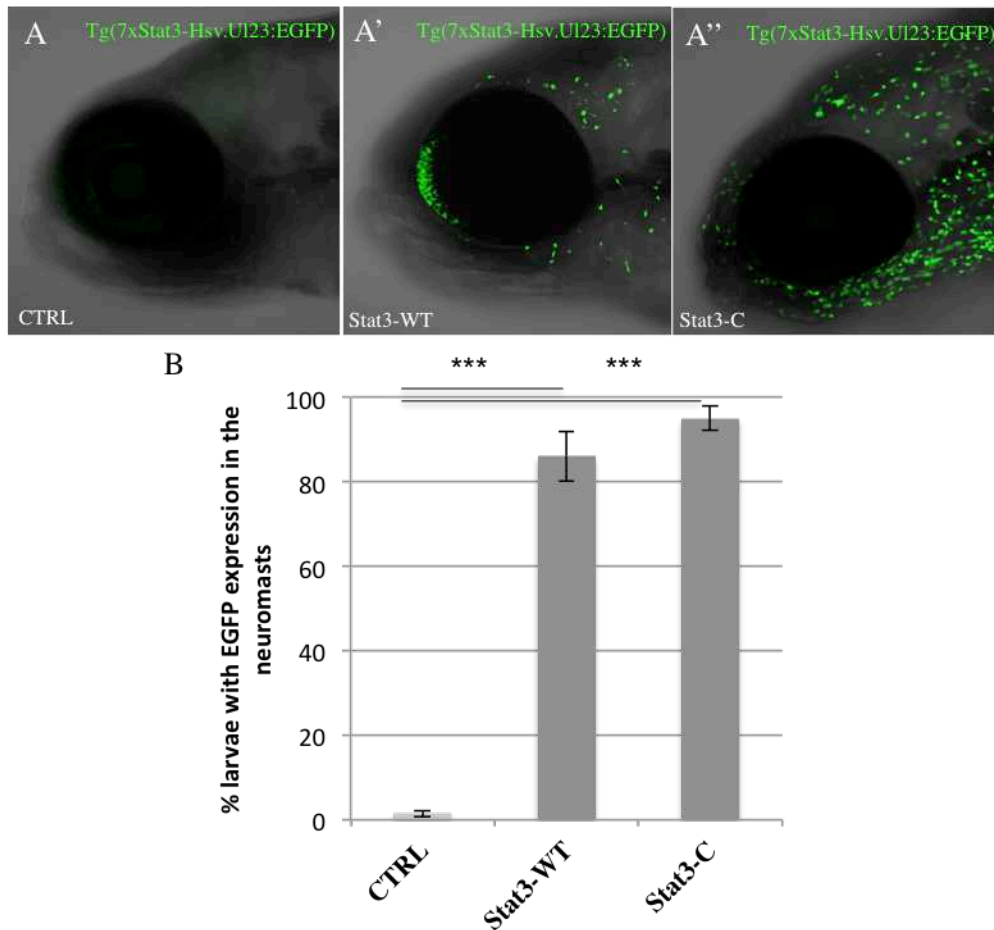 A
Tg(7xStat3-Hsv.Ul23:EGFP)
CTRL
A’
Tg(7xStat3-Hsv.Ul23:EGFP)
Stat3-WT
A”
Tg(7xStat3-Hsv.Ul23:EGFP)
Stat3-C
B
*** ***
% larvae with EGFP expression in the
neuromasts
100
80
60
40
20
0
CTRL
Stat3-WT
Stat3-C